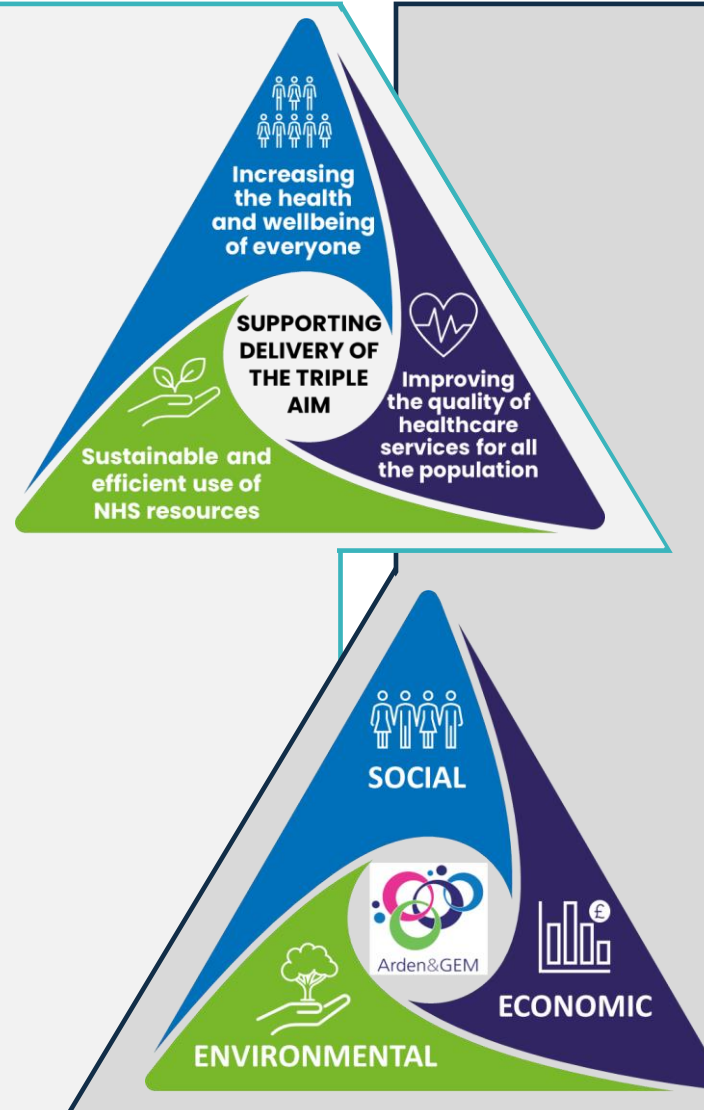 Increasing
the health
and wellbeing
of everyone
SUPPORTING
DELIVERY OF
THE TRIPLE
AIM
Improving
the quality of
healthcare
services for all
the population
Sustainable and
efficient use of
NHS resources
SOCIAL
Arden&GEM
£
ECONOMIC
ENVIRONMENTAL